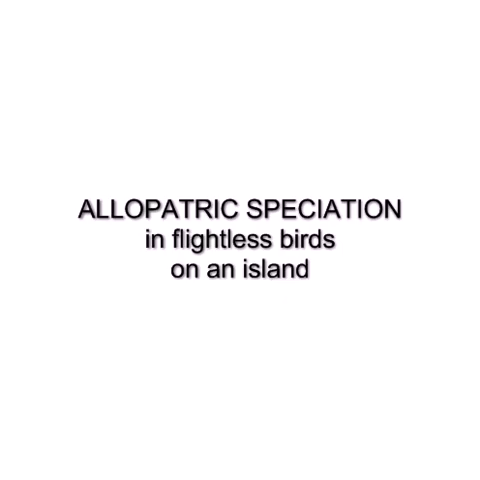 ALLOPATRIC SPECIATION
in flightless birds
on an island